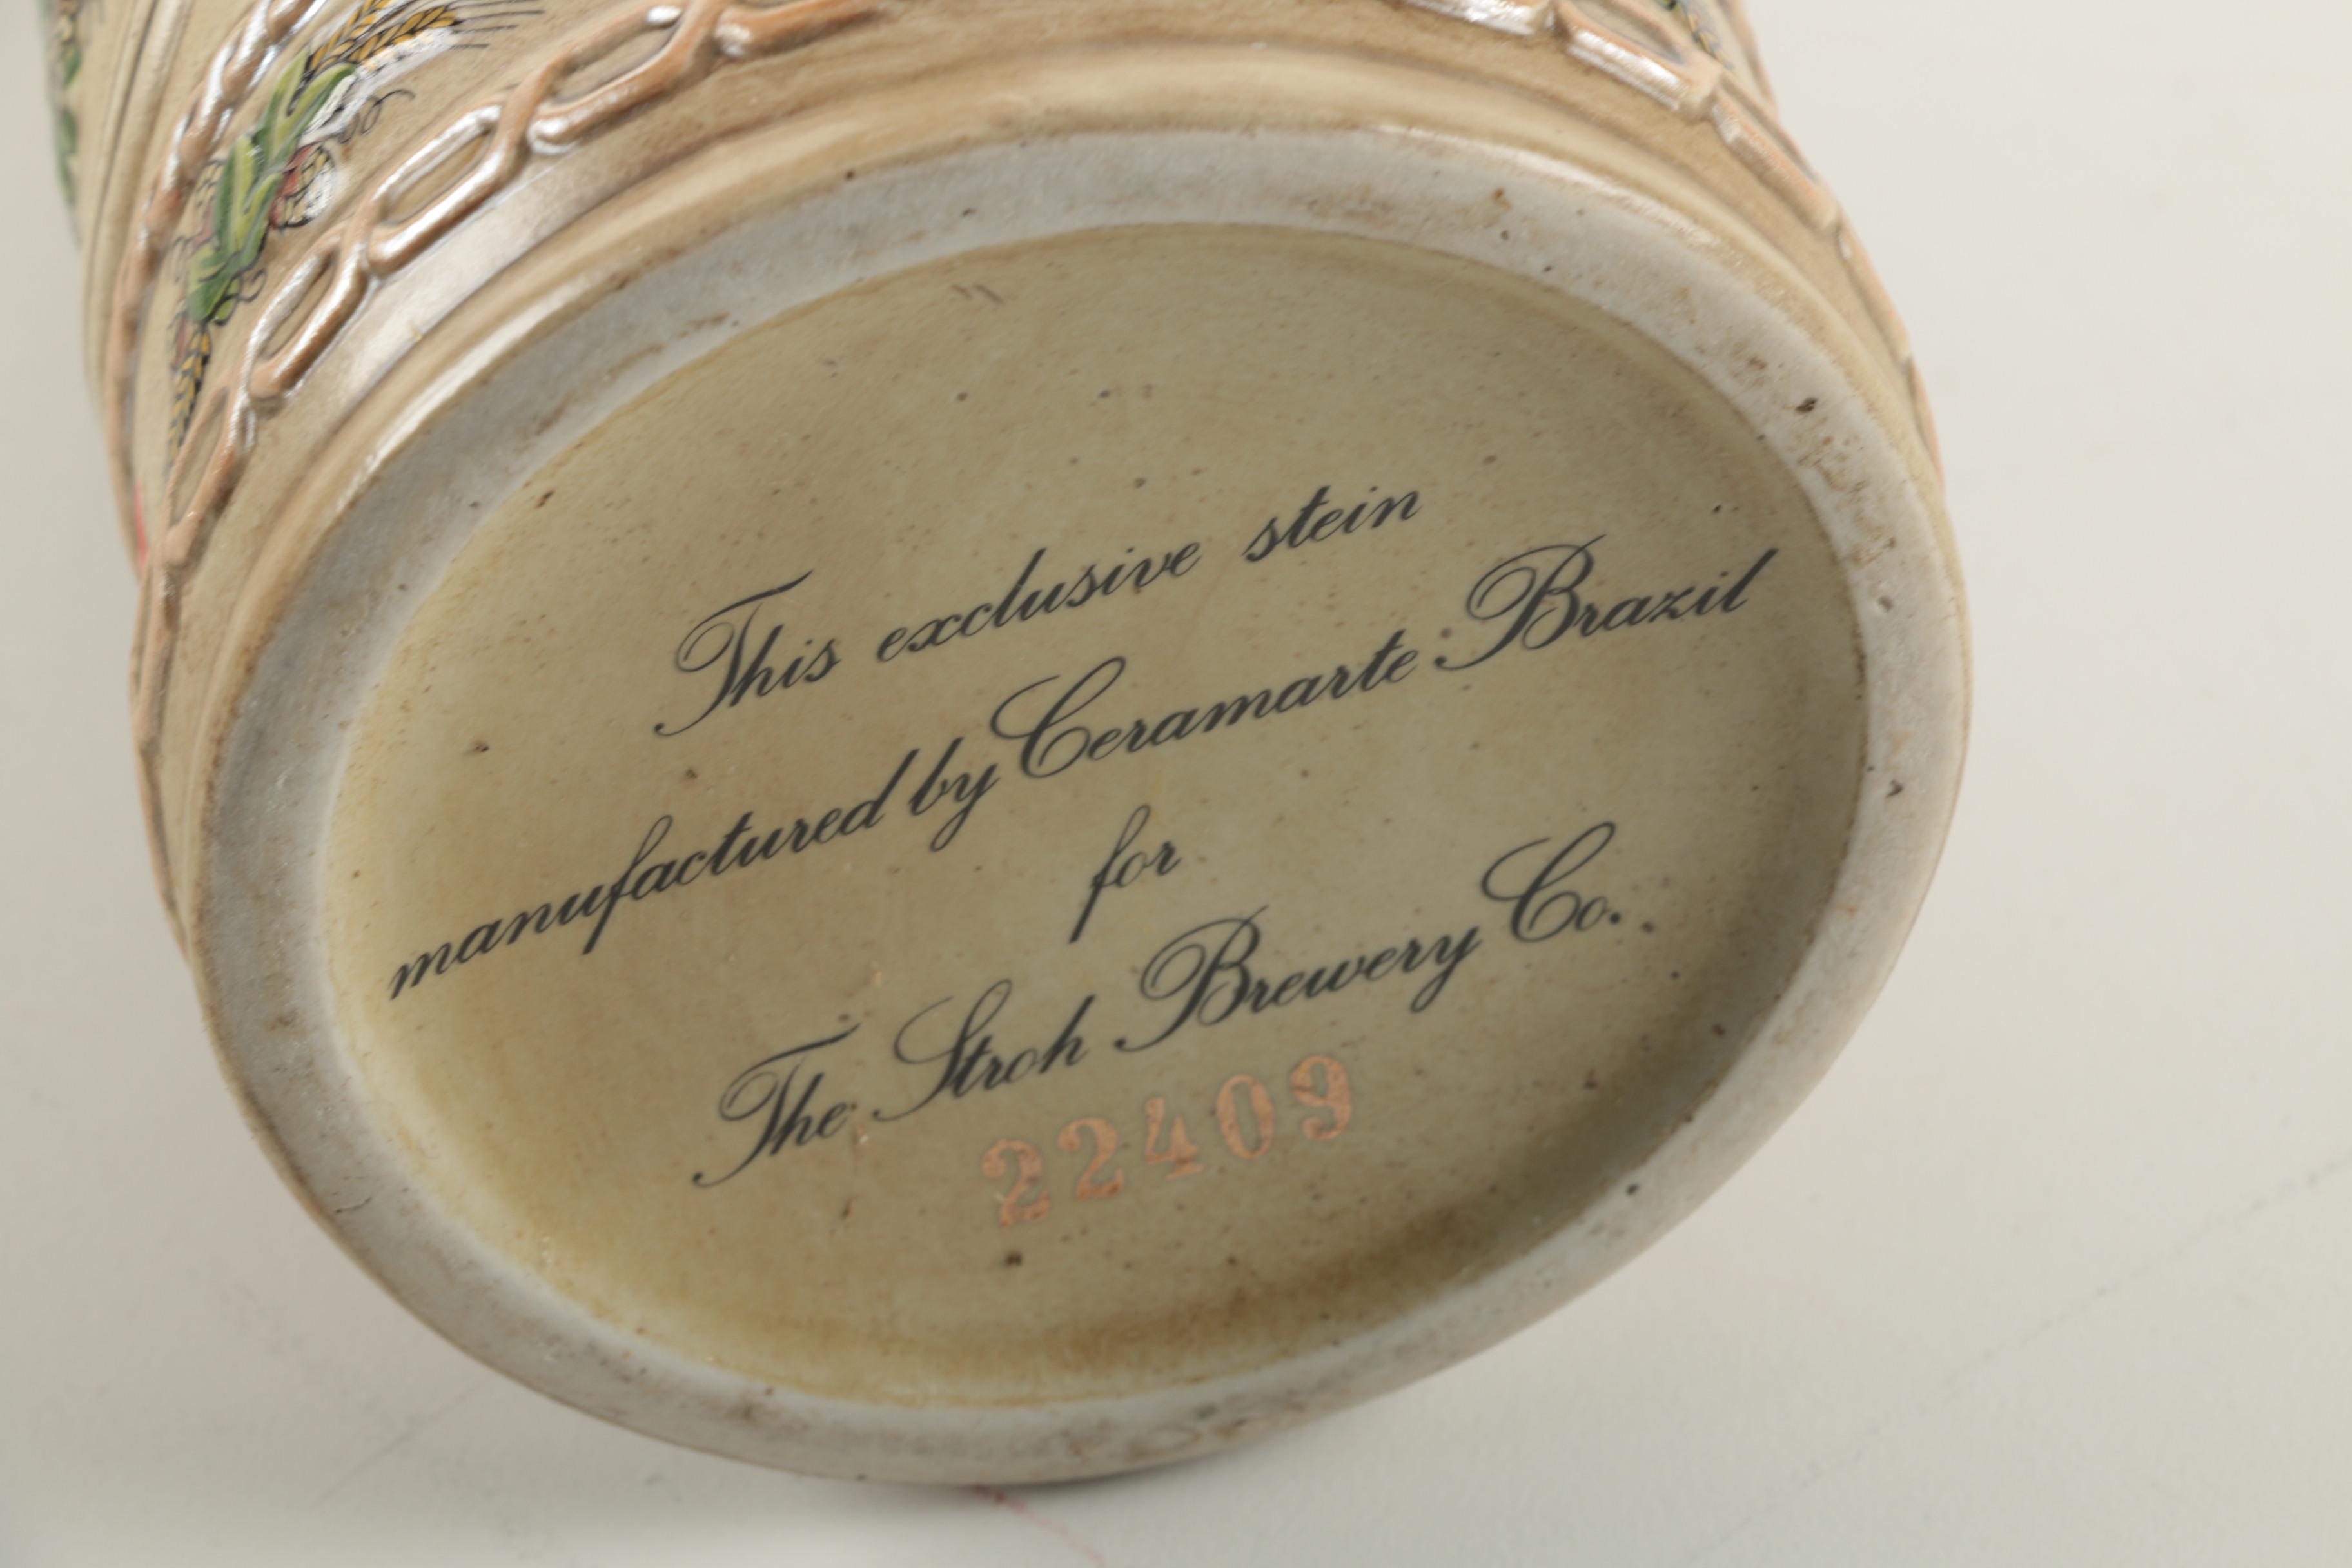 This exclusive stein
manufactured by Ceramarte Brazil
for
The Stroh Brewery Co.
22409